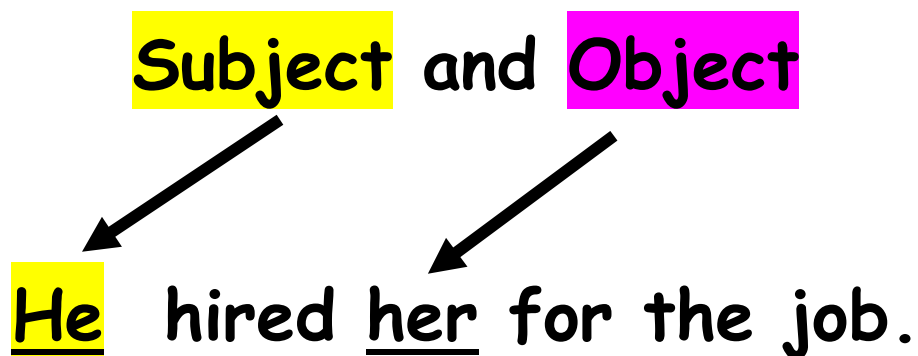 Subject and Object
He hired her for the job.